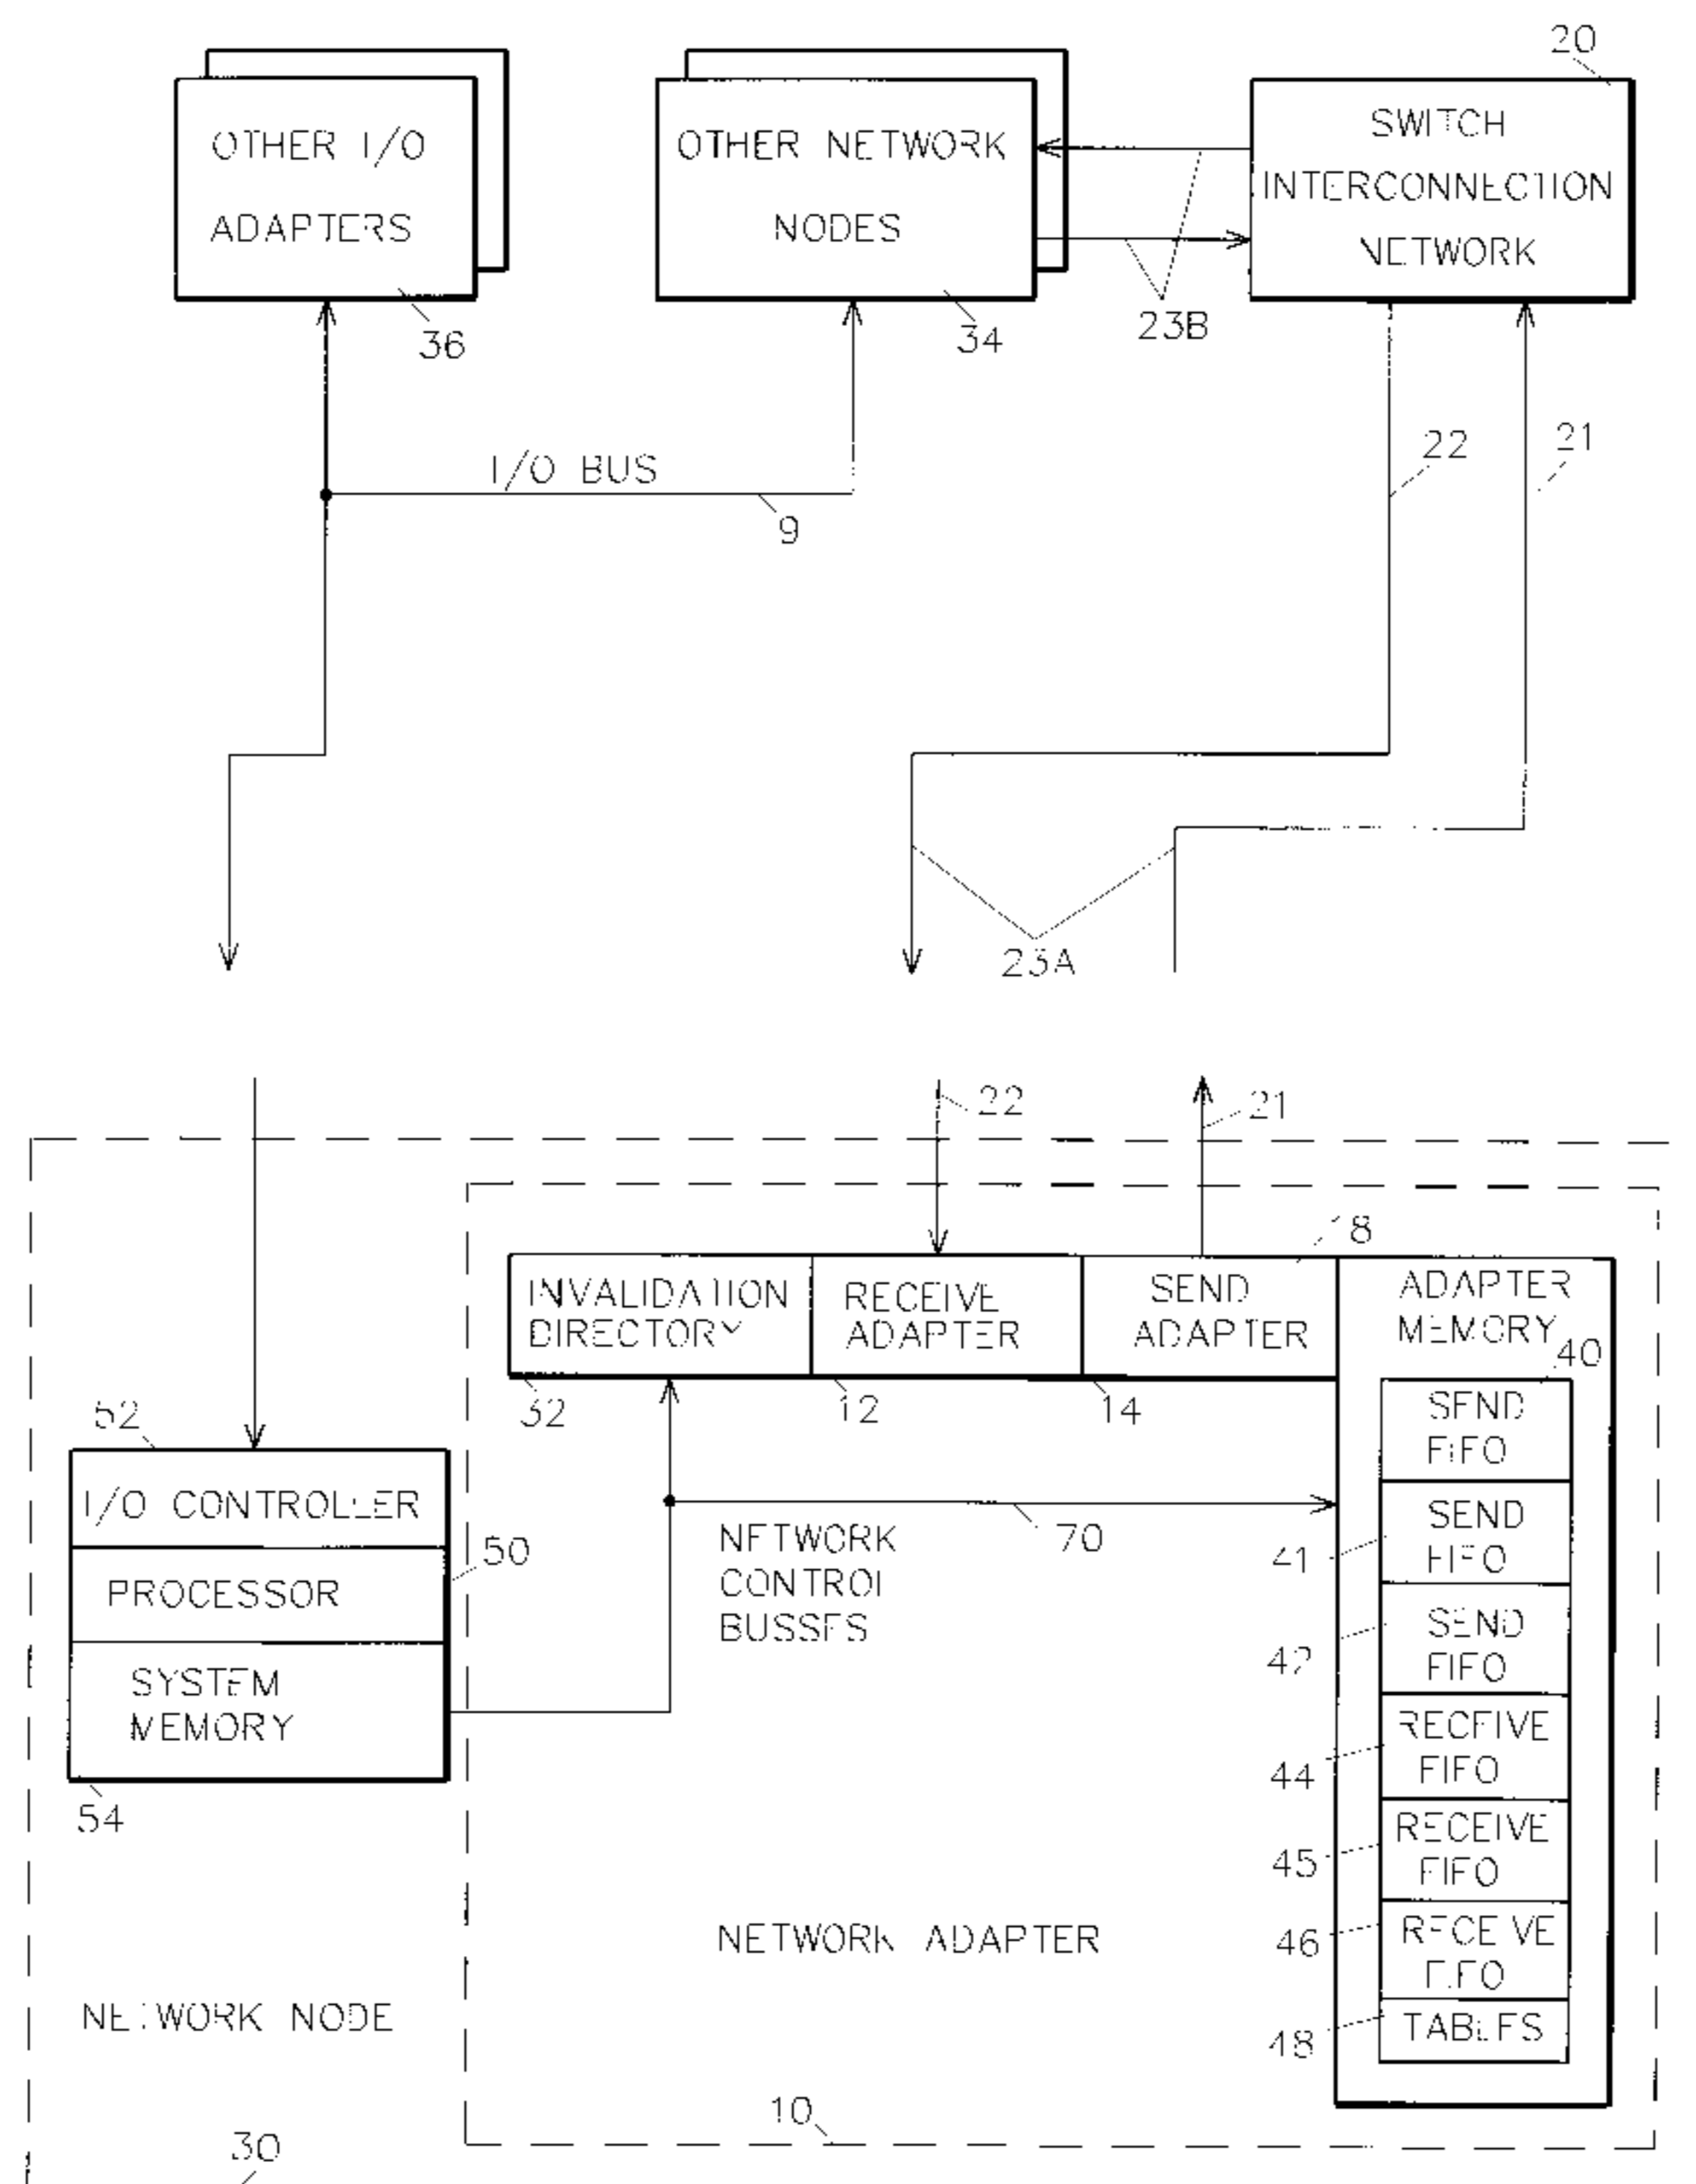 20
OTHER I/O
ADAPTERS
36
OTHER NETWORK
NODES
34
SWITCH
INTERCONNECTION
NETWORK
23B
I/O BUS
9
22
21
23A
22
21
18
INVALIDATION
DIRECTORY
32
RECEIVE
ADAPTER
12
SEND
ADAPTER
14
ADAPTER
MEMORY
40
SEND
FIFO
41
SEND
FIFO
42
SEND
FIFO
44
RECEIVE
FIFO
45
RECEIVE
FIFO
46
RECEIVE
FIFO
48
TABLES
52
I/O CONTROLLER
50
PROCESSOR
SYSTEM
MEMORY
54
70
NETWORK
CONTROL
BUSSES
NETWORK ADAPTER
NETWORK NODE
10
30